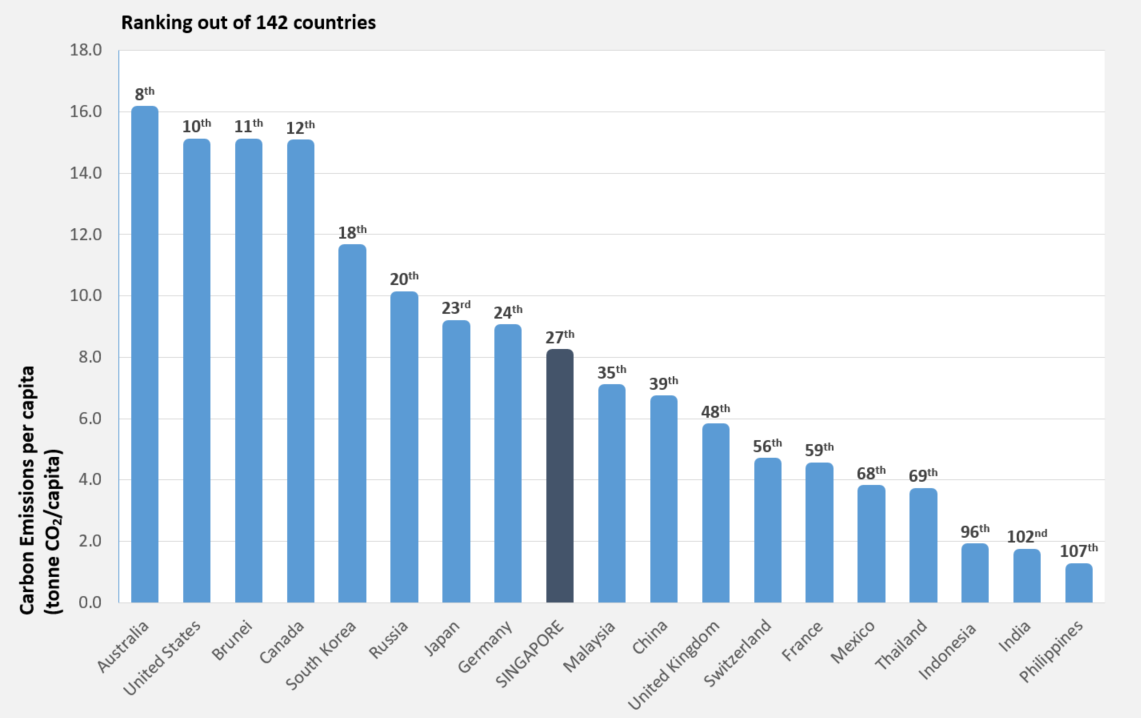 Ranking out of 142 countries
Carbon Emissions per capita
(tonne CO₂/capita)
18.0
16.0
14.0
12.0
10.0
8.0
6.0
4.0
2.0
0.0
8th
10th
11th
12th
18th
20th
23rd
24th
27th
35th
39th
48th
56th
59th
68th
69th
96th
102nd
107th
Australia
United States
Brunei
Canada
South Korea
Russia
Japan
Germany
SINGAPORE
Malaysia
China
United Kingdom
Switzerland
France
Mexico
Thailand
Indonesia
India
Philippines